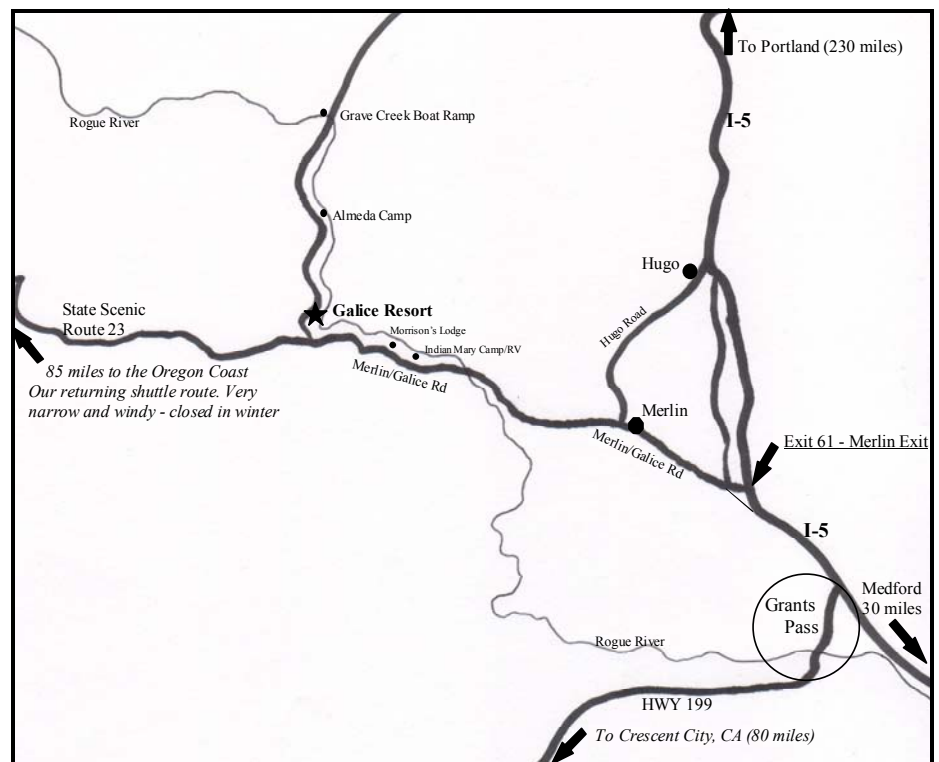 To Portland (230 miles)
I-5
Grave Creek Boat Ramp
Rogue River
Almeda Camp
Hugo
State Scenic
Route 23
Galice Resort
Morrison's Lodge
Indian Mary Camp/RV
Hugo Road
Merlin/Galice Rd
85 miles to the Oregon Coast
Our returning shuttle route. Very
narrow and windy - closed in winter
Merlin
Merlin/Galice Rd
Exit 61 - Merlin Exit
I-5
Medford
30 miles
Grants
Pass
Rogue River
HWY 199
To Crescent City, CA (80 miles)